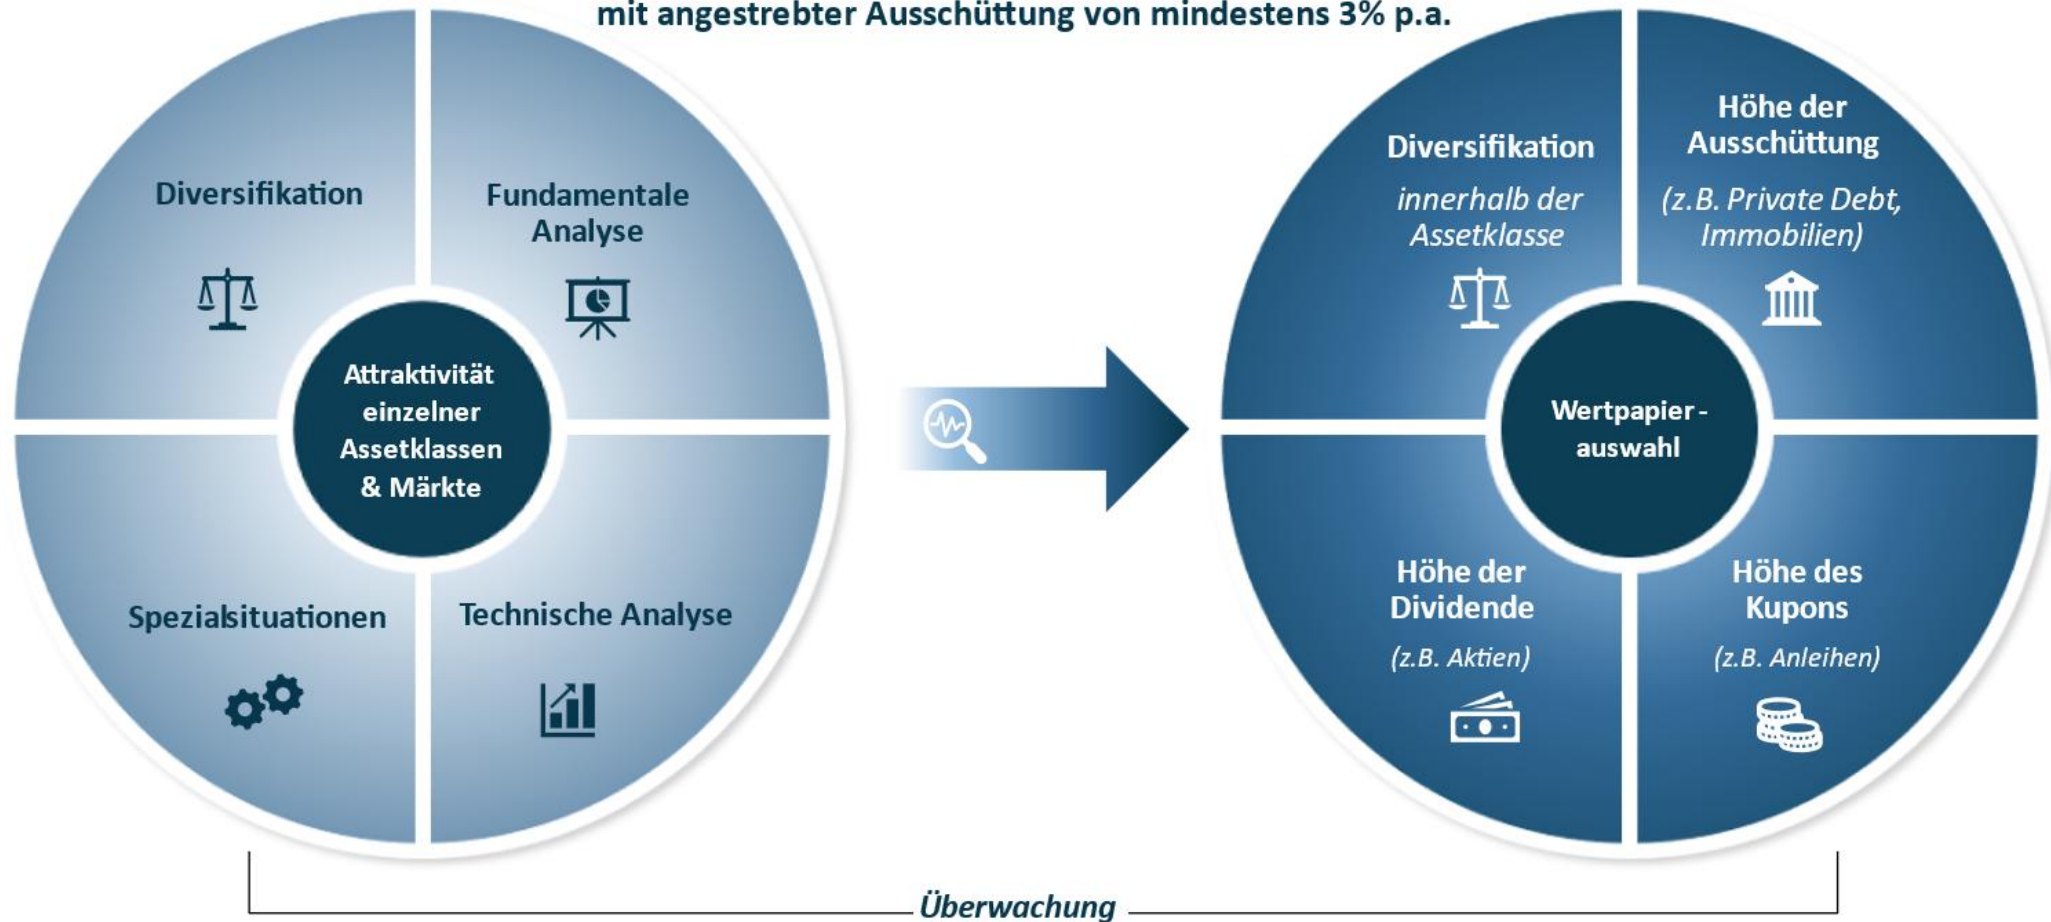 mit angestrebter Ausschüttung von mindestens 3% p.a.
Diversifikation
Fundamentale
Analyse
Attraktivität
einzelner
Assetklassen
& Märkte
Spezialsituationen
Technische Analyse
Diversifikation
innerhalb der
Assetklasse
Höhe der
Ausschüttung
(z.B. Private Debt,
Immobilien)
Wertpapier-
auswahl
Höhe der
Dividende
(z.B. Aktien)
Höhe des
Kupons
(z.B. Anleihen)
Überwachung